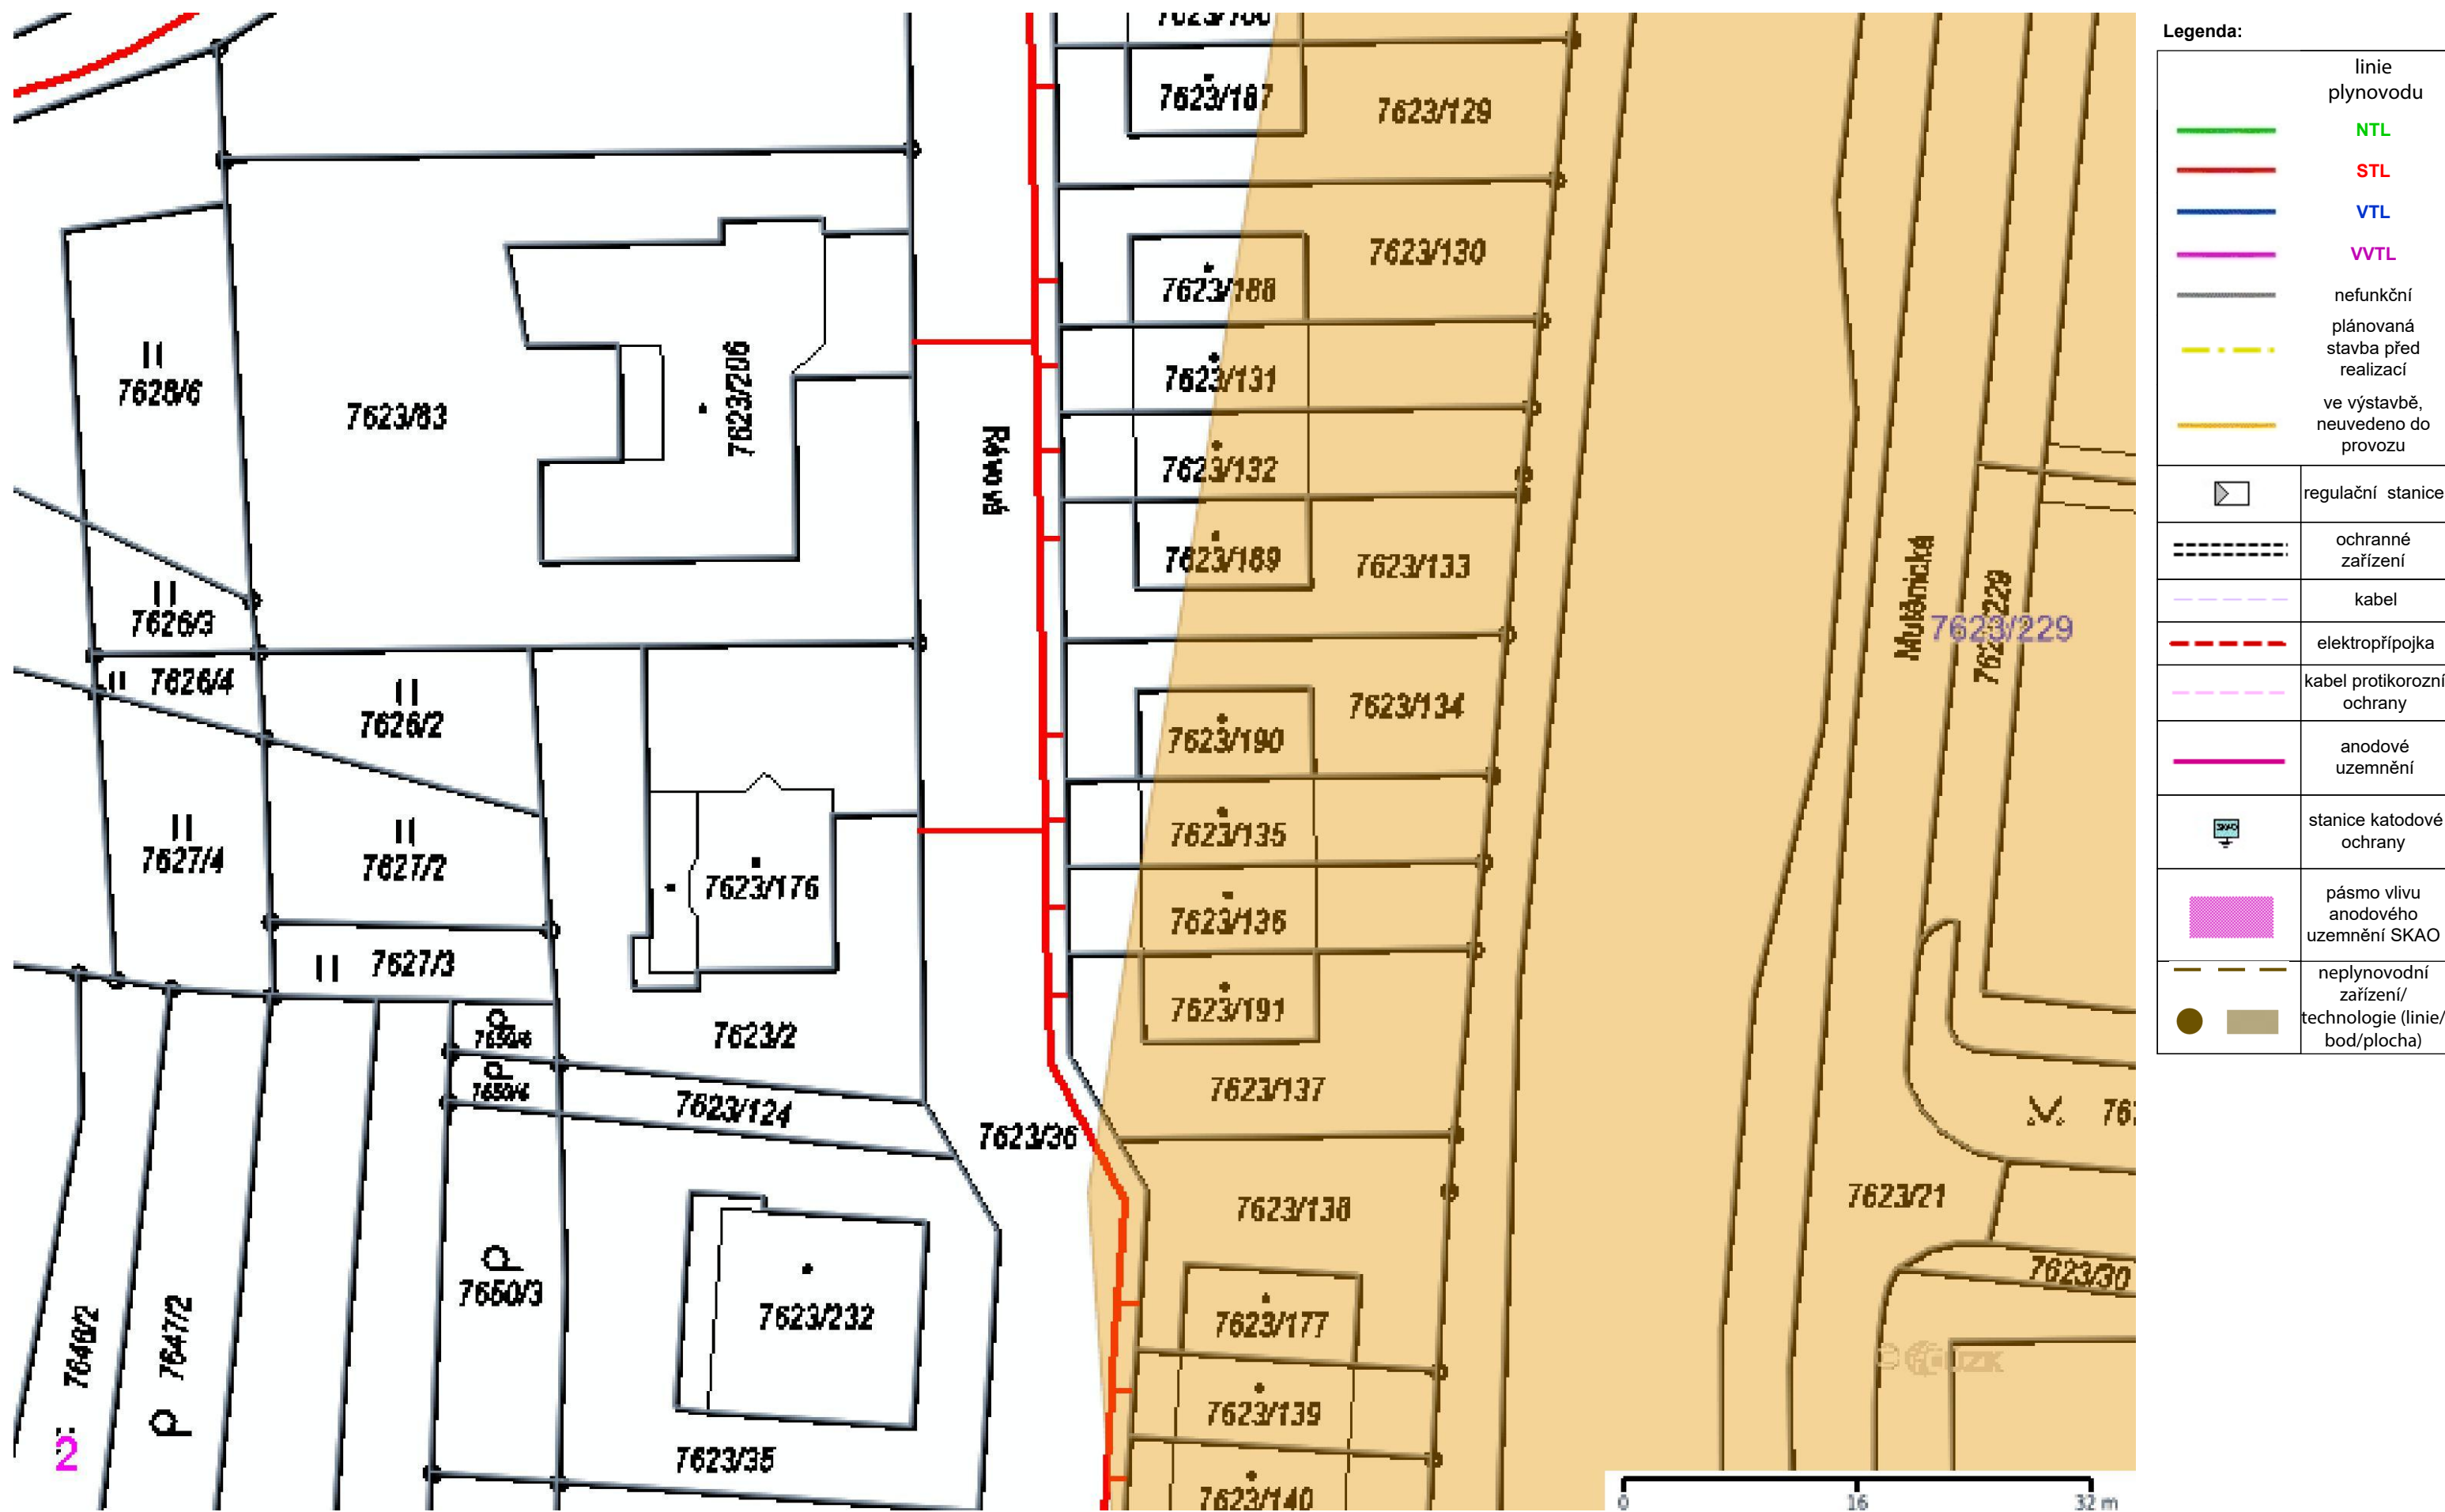 7623/187
7623/129
7623/130
7623/188
7628/6
7623/83
7623/206
7623/131
Révová
7623/132
7623/189
7623/133
Mutěnická
7623/229
7623/229
7626/3
7626/4
7626/2
7623/134
7623/190
7627/4
7627/2
7623/176
7623/135
7623/136
7627/3
7623/191
7623/2
7650/4
7623/124
7623/137
7623/36
7623/138
7623/21
7650/3
7623/232
7623/177
7623/30
7646/2
7647/2
7623/139
7623/35
2
7623/140
0 16 32 m
Legenda:
linie
plynovodu
NTL
STL
VTL
VVTL
nefunkční
plánovaná
stavba před
realizací
ve výstavbě,
neuvedeno do
provozu
regulační stanice
ochranné
zařízení
kabel
elektropřípojka
kabel protikorozní
ochrany
anodové
uzemnění
SKAO
stanice katodové
ochrany
pásmo vlivu
anodového
uzemnění SKAO
neplynovodní
zařízení/
technologie (linie/
bod/plocha)